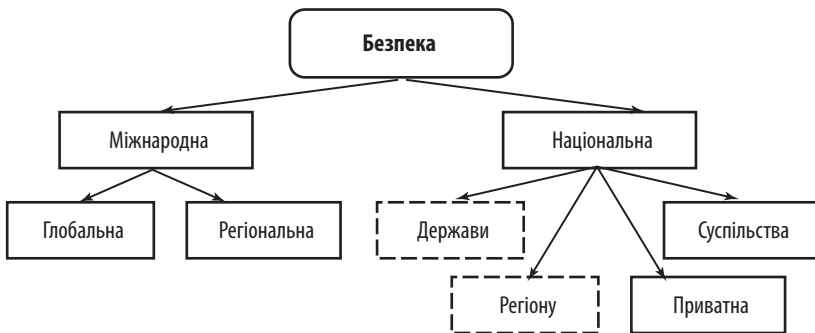 Безпека
Міжнародна
Національна
Глобальна
Регіональна
Держави
Суспільства
Регіону
Приватна